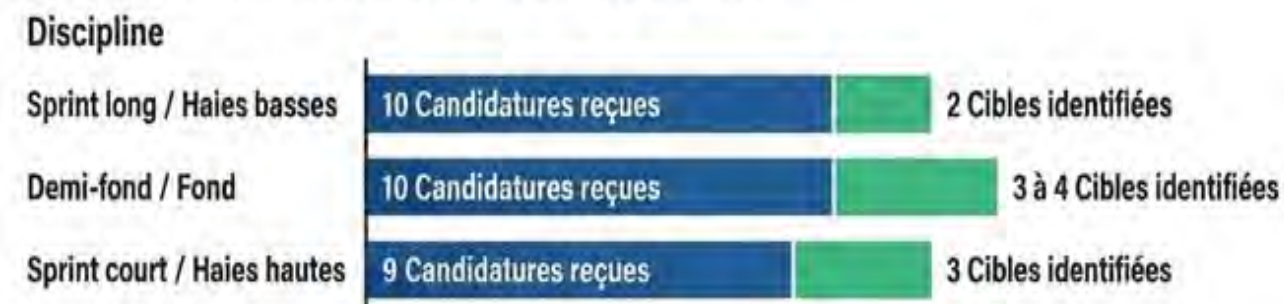 Discipline
Sprint long / Haies basses 10 Candidatures reçues 2 Cibles identifiées
Demi-fond / Fond 10 Candidatures reçues 3 à 4 Cibles identifiées
Sprint court / Haies hautes 9 Candidatures reçues 3 Cibles identifiées